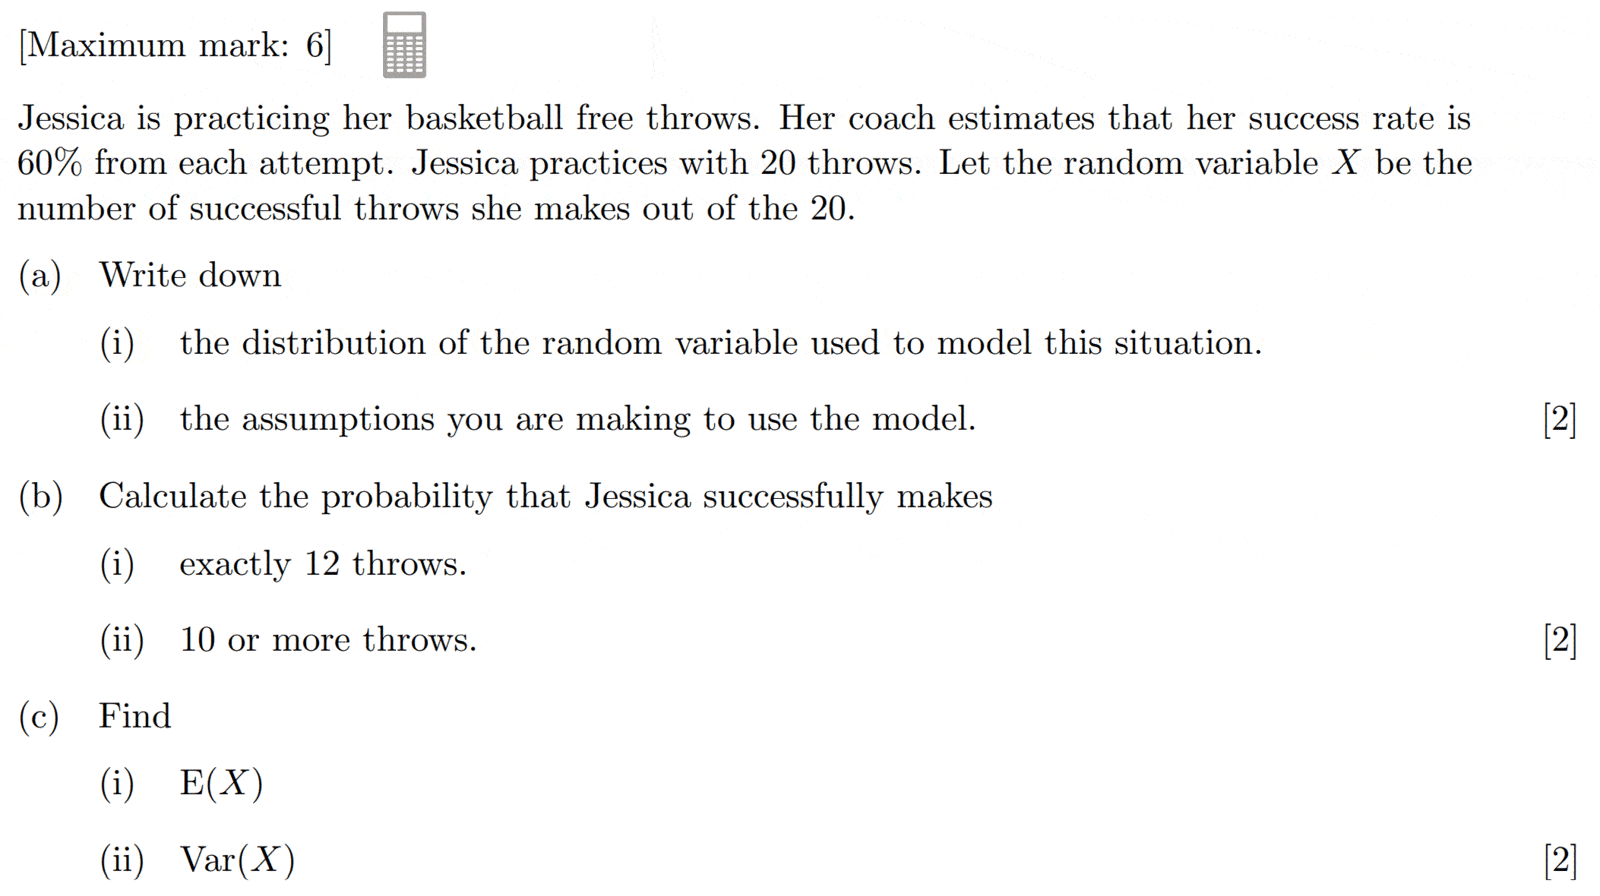 [Maximum mark: 6]
Jessica is practicing her basketball free throws. Her coach estimates that her success rate is
60% from each attempt. Jessica practices with 20 throws. Let the random variable X be the
number of successful throws she makes out of the 20.
(a) Write down
(i) the distribution of the random variable used to model this situation.
(ii) the assumptions you are making to use the model. [2]
(b) Calculate the probability that Jessica successfully makes
(i) exactly 12 throws.
(ii) 10 or more throws. [2]
(c) Find
(i) E(X)
(ii) Var(X) [2]